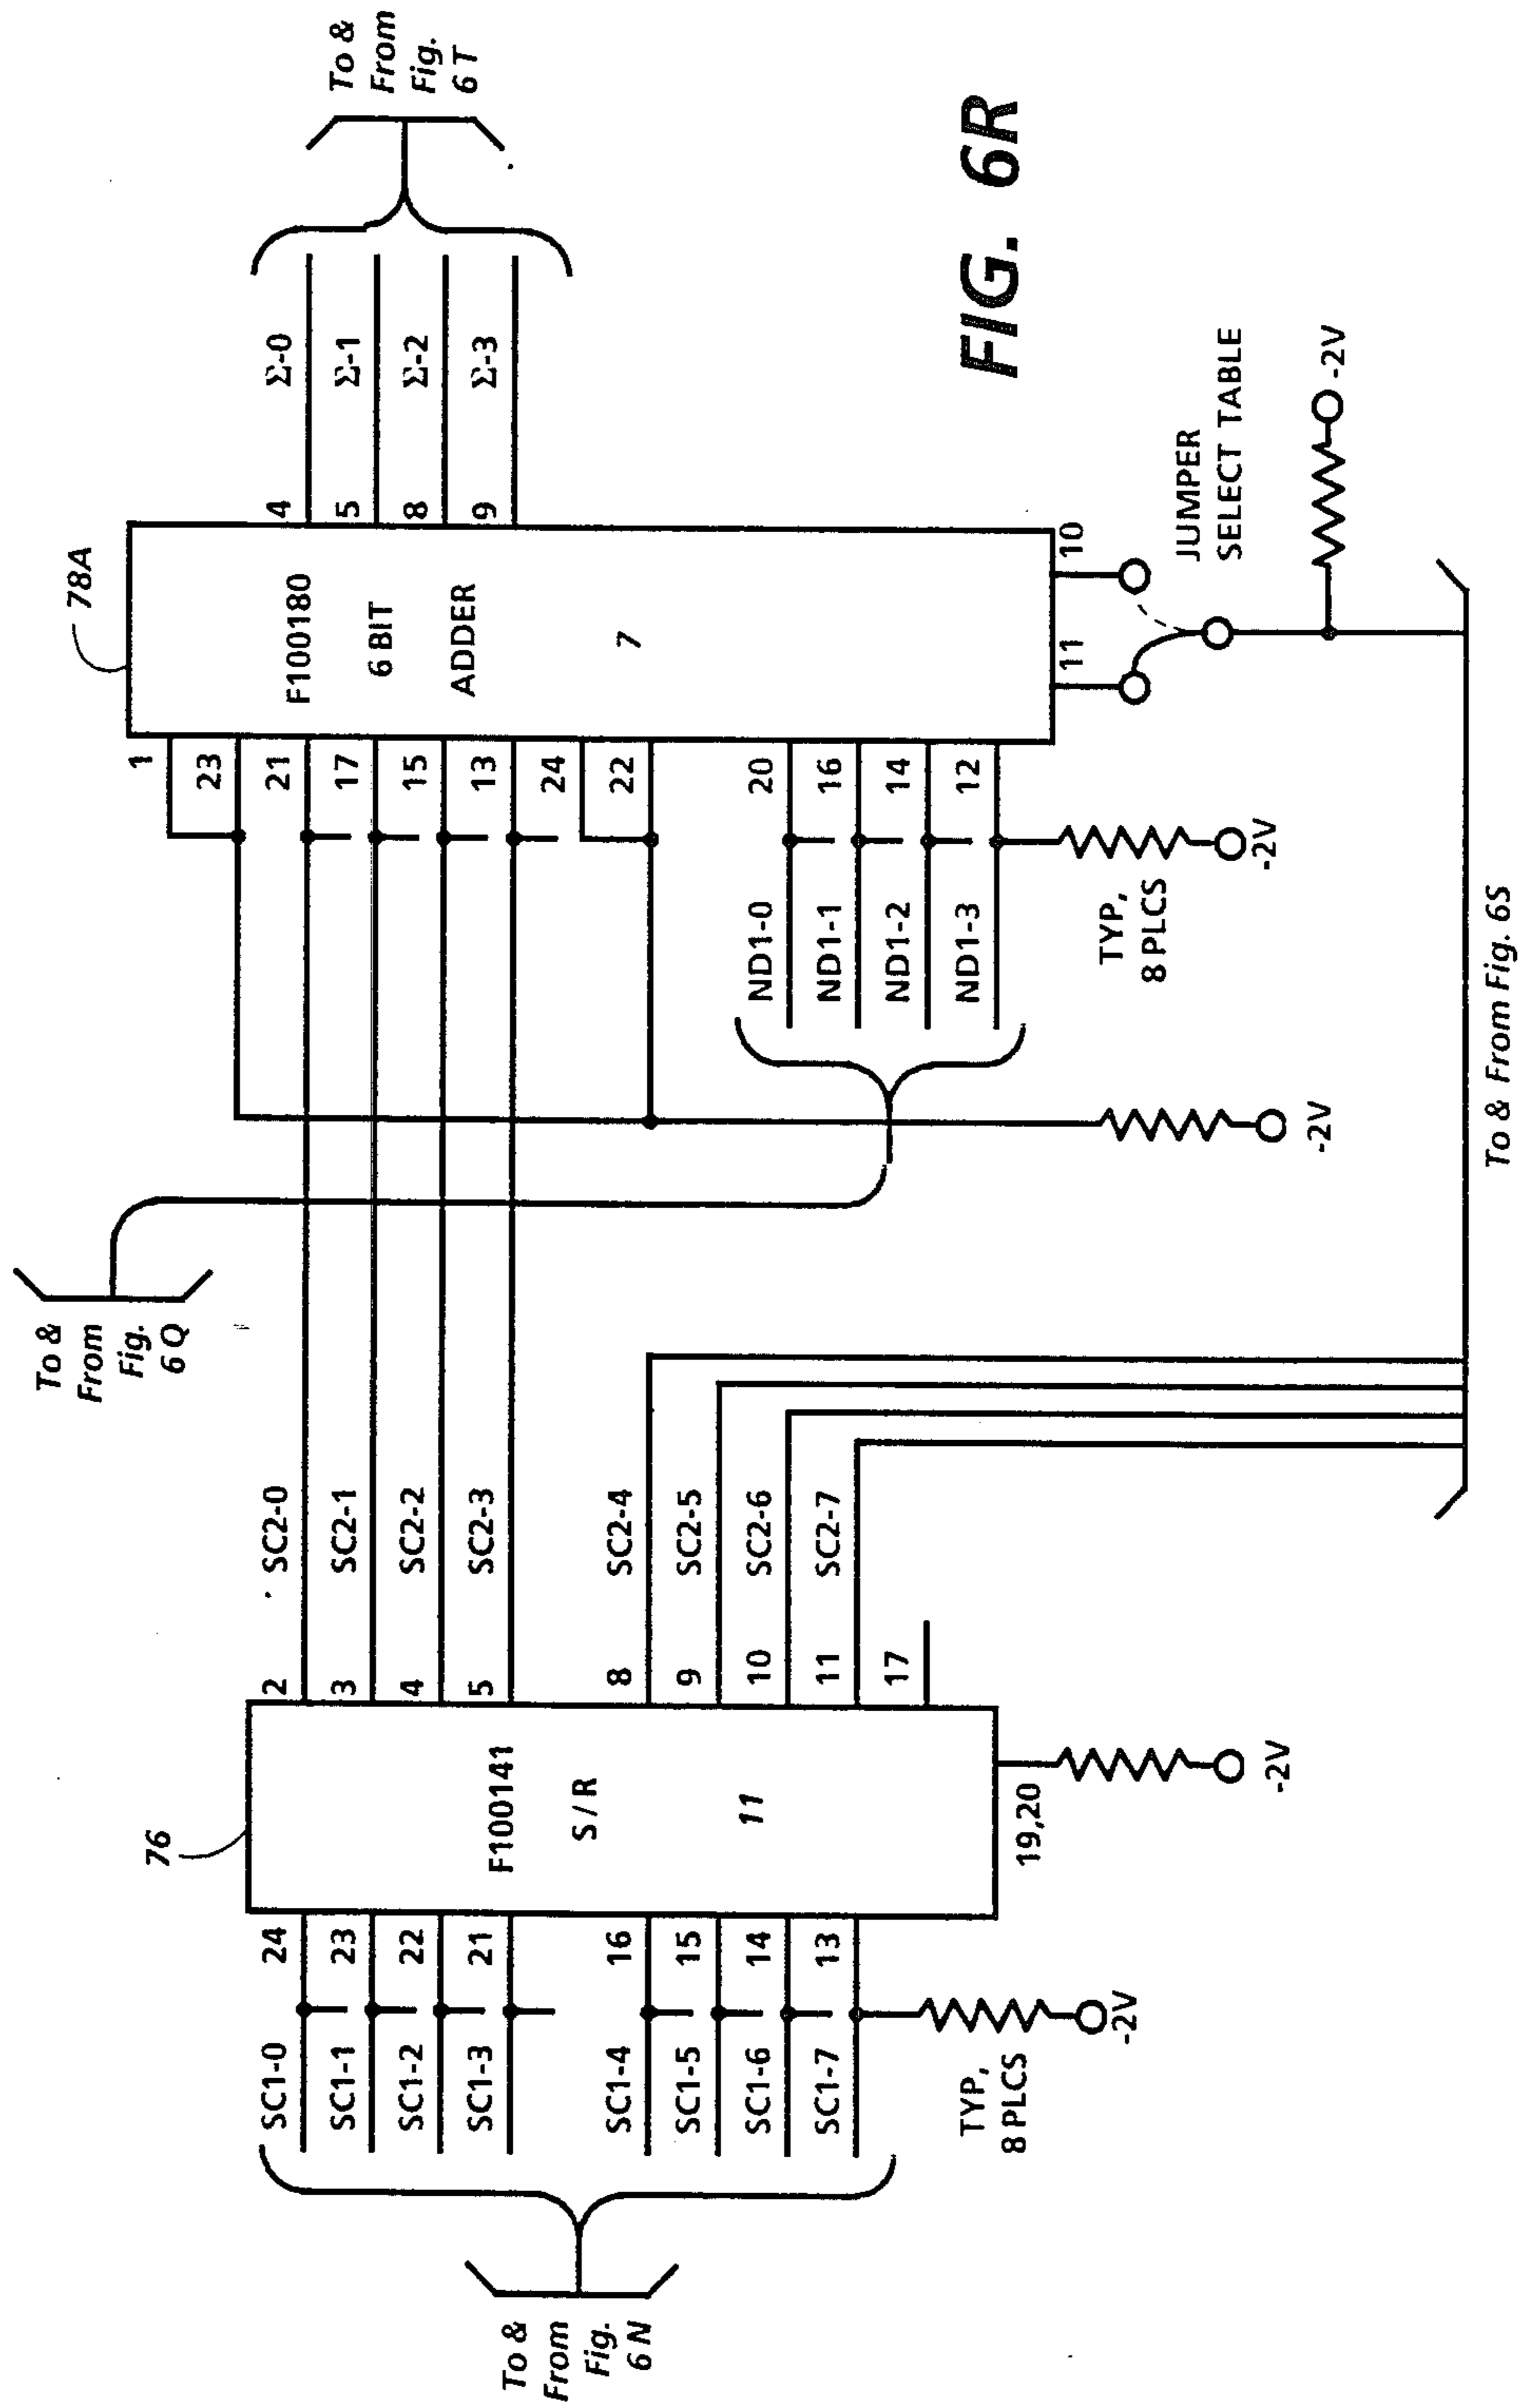 To &
From
Fig.
6 N
SC1-0
SC1-1
SC1-2
SC1-3
SC1-4
SC1-5
SC1-6
SC1-7
TYP,
8 PLCS
-2V
24
23
22
21
16
15
14
13
76
F100141
S / R
11
19,20
-2V
2
3
4
5
8
9
10
11
17
SC2-0
SC2-1
SC2-2
SC2-3
SC2-4
SC2-5
SC2-6
SC2-7
To &
From
Fig.
6 Q
-2V
ND1-0
ND1-1
ND1-2
ND1-3
TYP,
8 PLCS
-2V
1
23
21
17
15
13
24
22
20
16
14
12
78A
F100180
6 BIT
ADDER
7
11
10
JUMPER
SELECT TABLE
-2V
4
5
8
9
Σ-0
Σ-1
Σ-2
Σ-3
To &
From
Fig.
6 T
To & From Fig. 6S
FIG. 6R